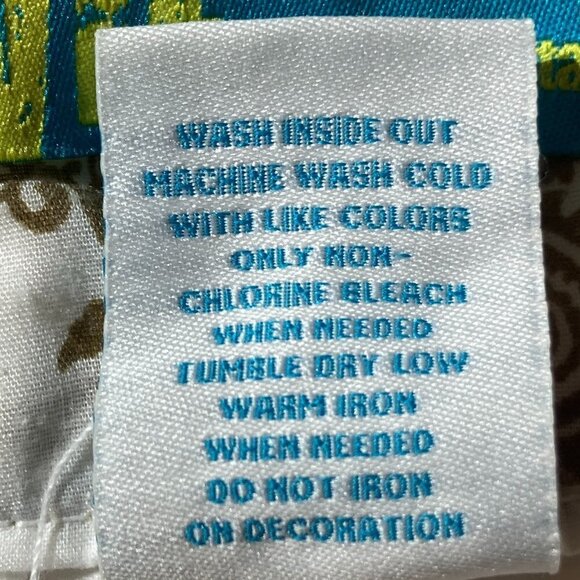 WASH INSIDE OUT
MACHINE WASH COLD
WITH LIKE COLORS
ONLY NON-
CHLORINE BLEACH
WHEN NEEDED
TUMBLE DRY LOW
WARM IRON
WHEN NEEDED
DO NOT IRON
ON DECORATION